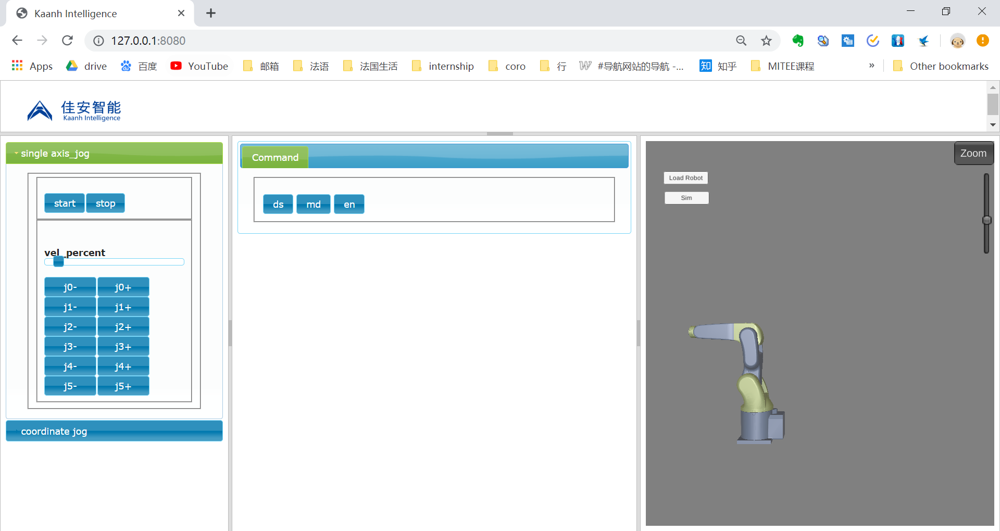 Kaanh Intelligence
127.0.0.1:8080
Apps drive 百度 YouTube 邮箱 法语 法国生活 internship coro 行 #导航网站的导航 -... 知乎 MITEE课程 » Other bookmarks
佳安智能
Kaanh Intelligence
single axis_jog
start stop
vel_percent
j0- j0+
j1- j1+
j2- j2+
j3- j3+
j4- j4+
j5- j5+
coordinate jog
Command
ds md en
Zoom
Load Robot
Sim